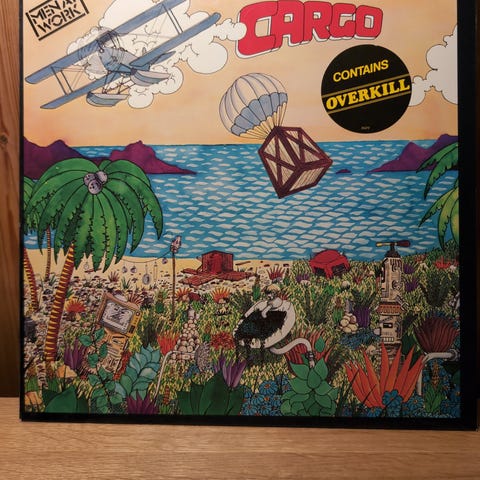 MEN AT
WORK
CARGO
CONTAINS
OVERKILL